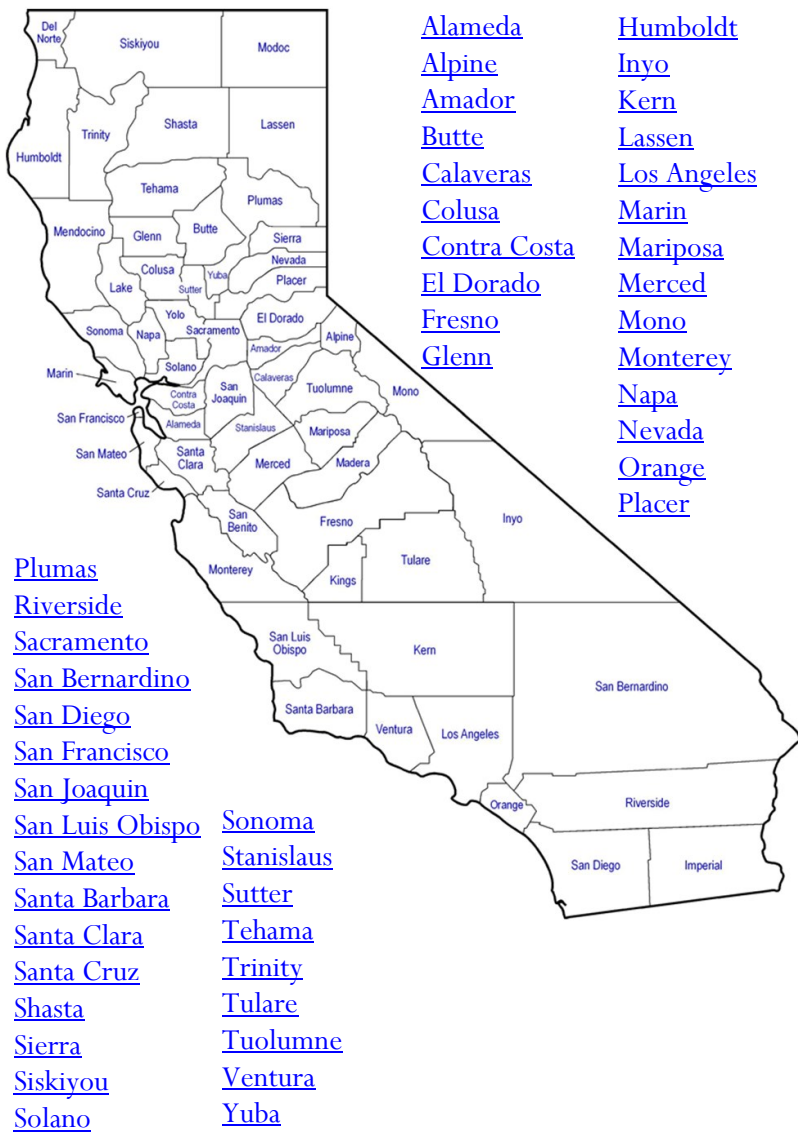 Del
Norte
Siskiyou
Modoc
Shasta
Lassen
Trinity
Humboldt
Tehama
Plumas
Mendocino
Glenn
Butte
Sierra
Nevada
Colusa
Yuba
Placer
Lake
Sutter
Yolo
El Dorado
Sonoma
Napa
Sacramento
Alpine
Amador
Solano
Marin
Calaveras
San
Joaquin
Tuolumne
Mono
Contra
Costa
San Francisco
Alameda
Stanislaus
Mariposa
San Mateo
Santa
Clara
Merced
Madera
Santa Cruz
San
Benito
Fresno
Inyo
Monterey
Kings
Tulare
San Luis
Obispo
Kern
San Bernardino
Santa Barbara
Ventura
Los Angeles
Orange
Riverside
San Diego
Imperial
Alameda
Alpine
Amador
Butte
Calaveras
Colusa
Contra Costa
El Dorado
Fresno
Glenn
Humboldt
Inyo
Kern
Lassen
Los Angeles
Marin
Mariposa
Merced
Mono
Monterey
Napa
Nevada
Orange
Placer
Plumas
Riverside
Sacramento
San Bernardino
San Diego
San Francisco
San Joaquin
San Luis Obispo
San Mateo
Santa Barbara
Santa Clara
Santa Cruz
Shasta
Sierra
Siskiyou
Solano
Sonoma
Stanislaus
Sutter
Tehama
Trinity
Tulare
Tuolumne
Ventura
Yuba